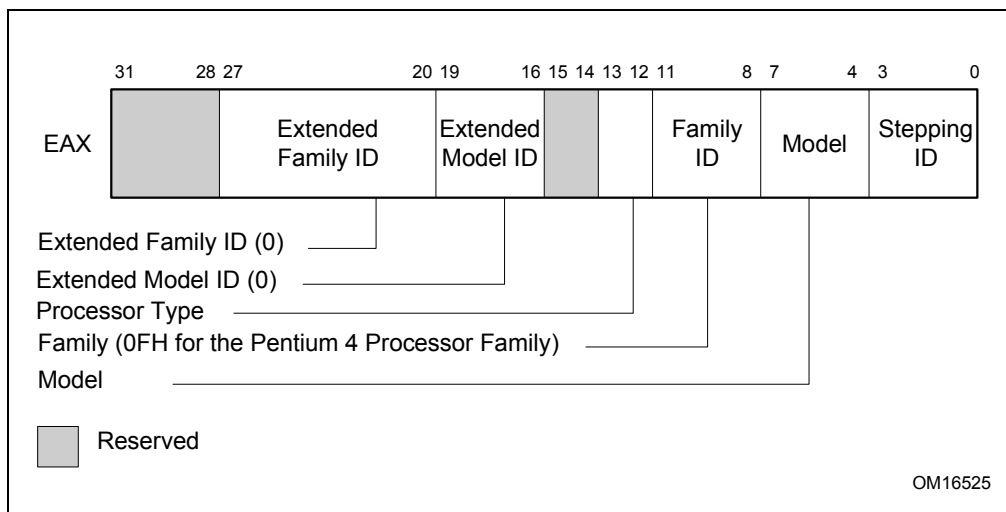 31 28 27 20 19 16 15 14 13 12 11 8 7 4 3 0
EAX
Extended Family ID
Extended Model ID
Family ID
Model
Stepping ID
Extended Family ID (0)
Extended Model ID (0)
Processor Type
Family (0FH for the Pentium 4 Processor Family)
Model
Reserved
OM16525